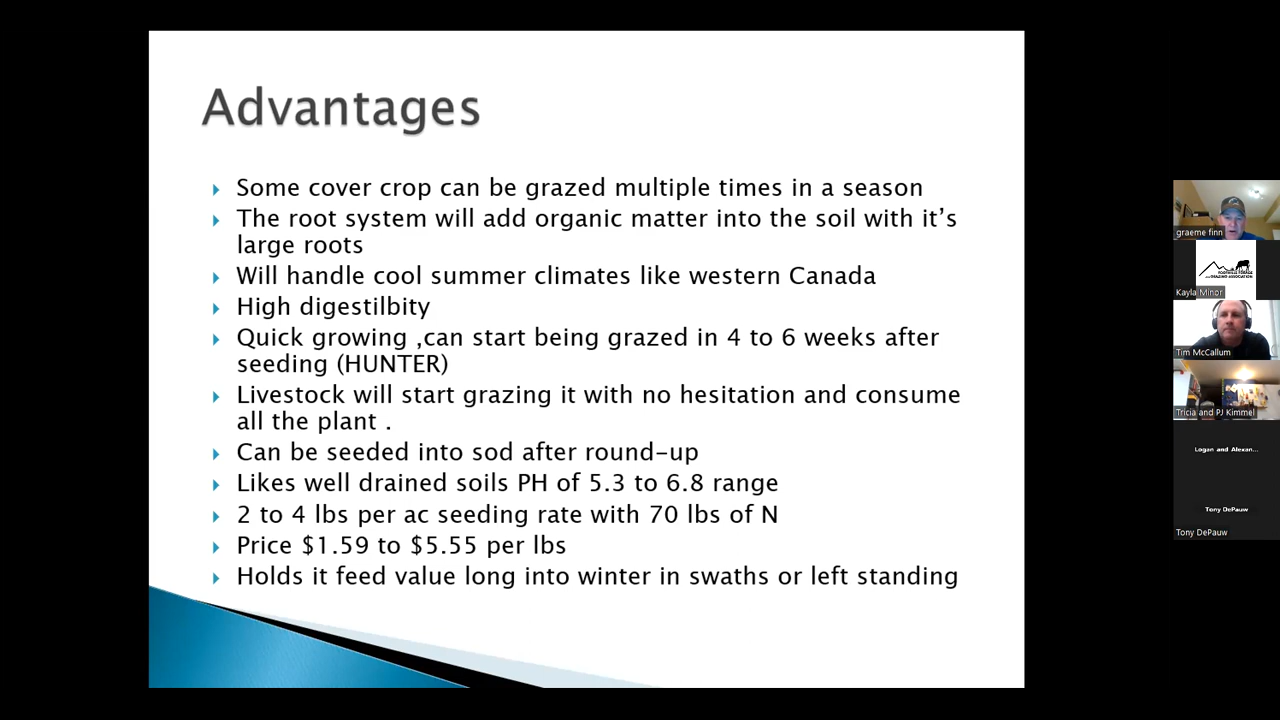 Advantages
Some cover crop can be grazed multiple times in a season
The root system will add organic matter into the soil with it's
large roots
Will handle cool summer climates like western Canada
High digestilbity
Quick growing ,can start being grazed in 4 to 6 weeks after
seeding (HUNTER)
Livestock will start grazing it with no hesitation and consume
all the plant .
Can be seeded into sod after round-up
Likes well drained soils PH of 5.3 to 6.8 range
2 to 4 lbs per ac seeding rate with 70 lbs of N
Price $1.59 to $5.55 per lbs
Holds it feed value long into winter in swaths or left standing
graeme finn
FOOTHILLS FORAGE
GRAZING ASSOCIATION
Kayla Minor
Tim McCallum
Tricia and PJ Kimmel
Logan and Alexan...
Tony DePauw
Tony DePauw